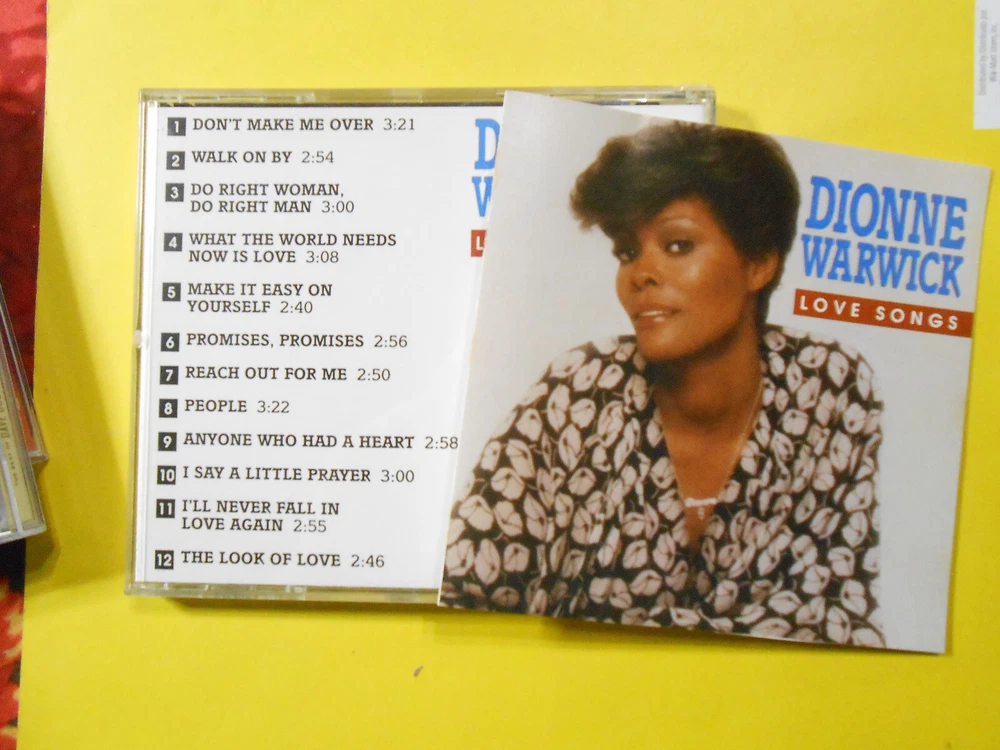 1 DON'T MAKE ME OVER 3:21
2 WALK ON BY 2:54
3 DO RIGHT WOMAN,
DO RIGHT MAN 3:00
4 WHAT THE WORLD NEEDS
NOW IS LOVE 3:08
5 MAKE IT EASY ON
YOURSELF 2:40
6 PROMISES, PROMISES 2:56
7 REACH OUT FOR ME 2:50
8 PEOPLE 3:22
9 ANYONE WHO HAD A HEART 2:58
10 I SAY A LITTLE PRAYER 3:00
11 I'LL NEVER FALL IN
LOVE AGAIN 2:55
12 THE LOOK OF LOVE 2:46
D
W
L
DIONNE
WARWICK
LOVE SONGS